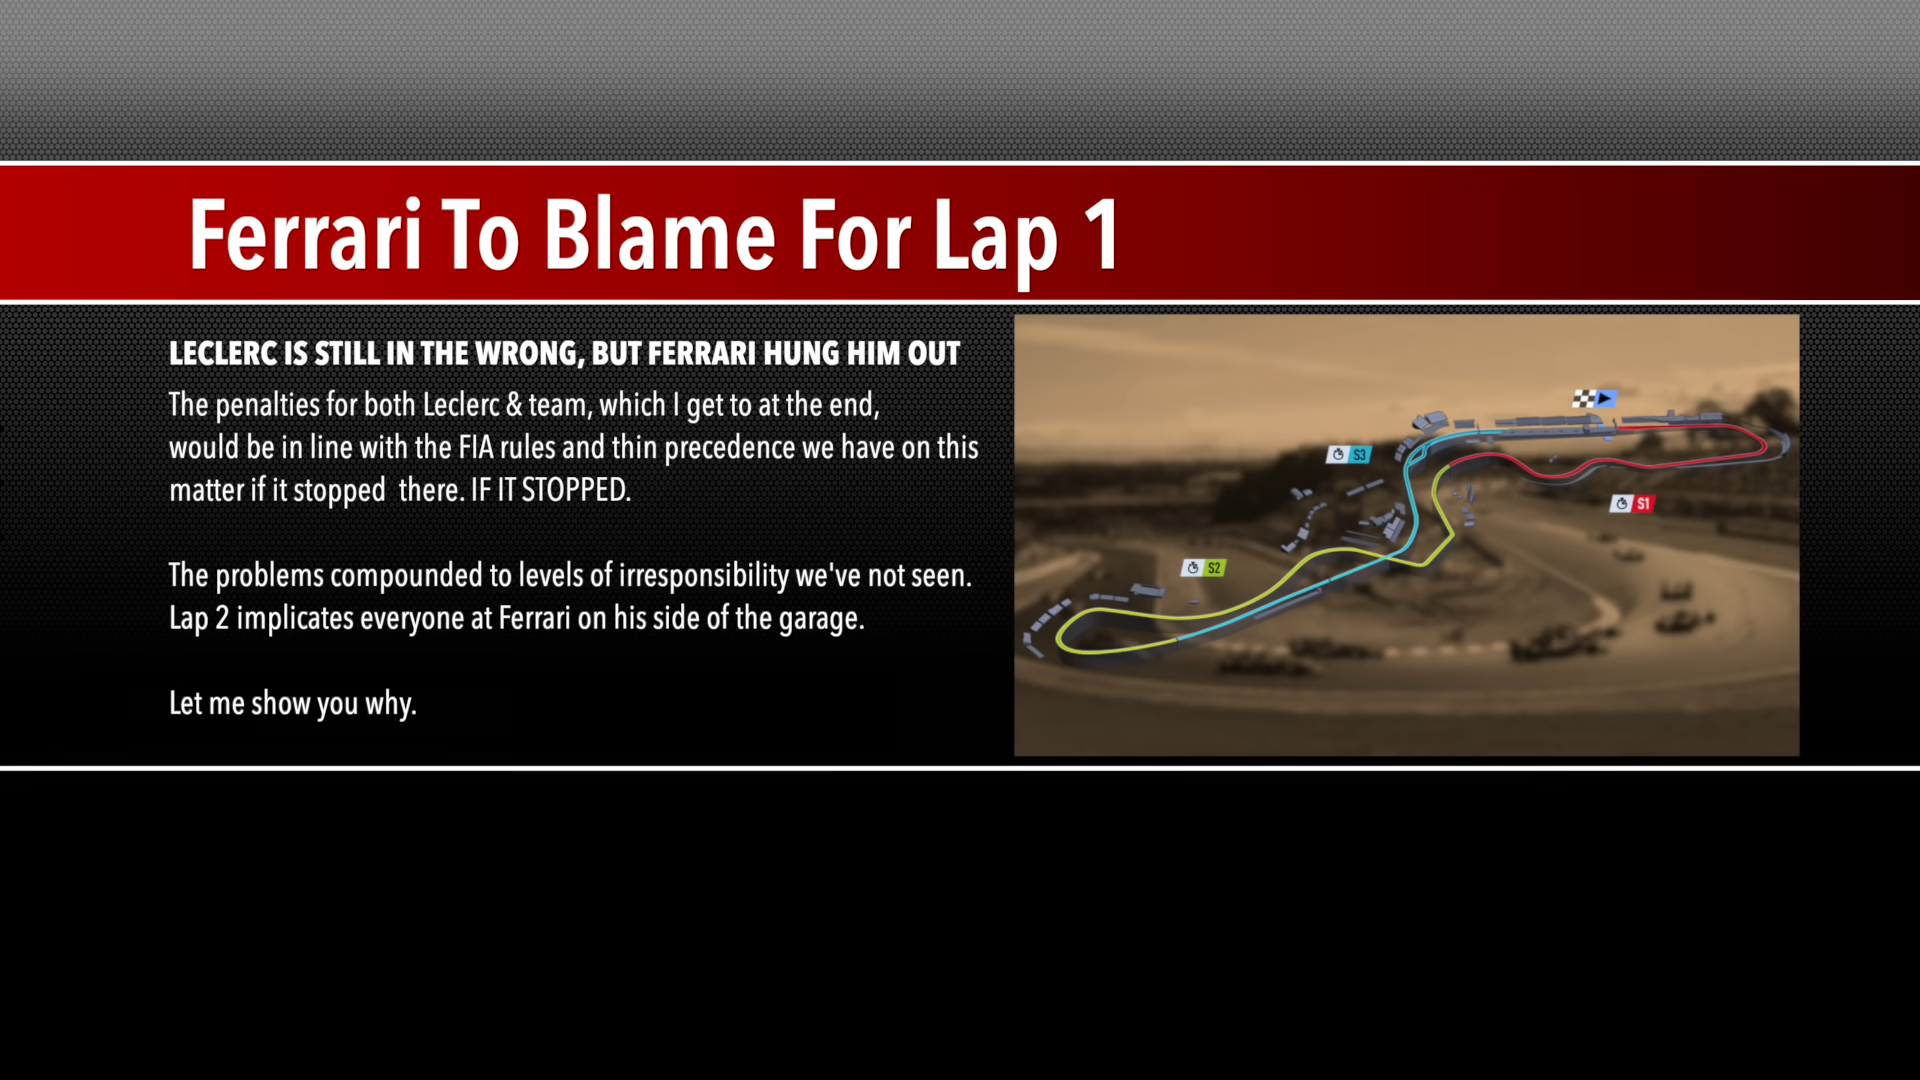 Ferrari To Blame For Lap 1
LECLERC IS STILL IN THE WRONG, BUT FERRARI HUNG HIM OUT
The penalties for both Leclerc & team, which I get to at the end,
would be in line with the FIA rules and thin precedence we have on this
matter if it stopped  there. IF IT STOPPED.
The problems compounded to levels of irresponsibility we've not seen.
Lap 2 implicates everyone at Ferrari on his side of the garage.
Let me show you why.
S3
S1
S2